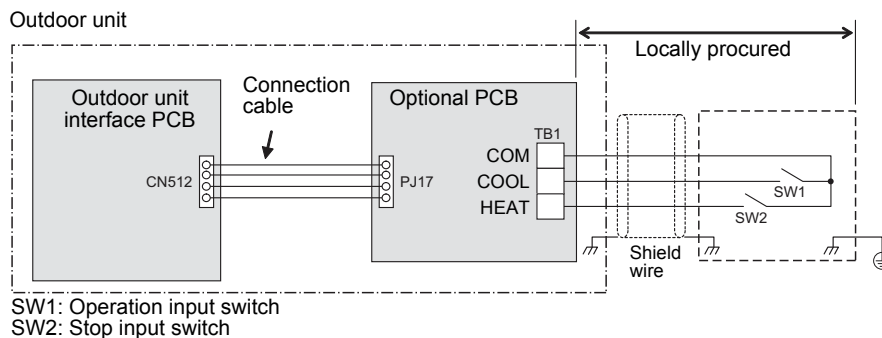 Outdoor unit
Locally procured
Outdoor unit
interface PCB
Connection
cable
Optional PCB
TB1
COM
COOL
HEAT
CN512
PJ17
SW1
SW2
Shield
wire
SW1: Operation input switch
SW2: Stop input switch